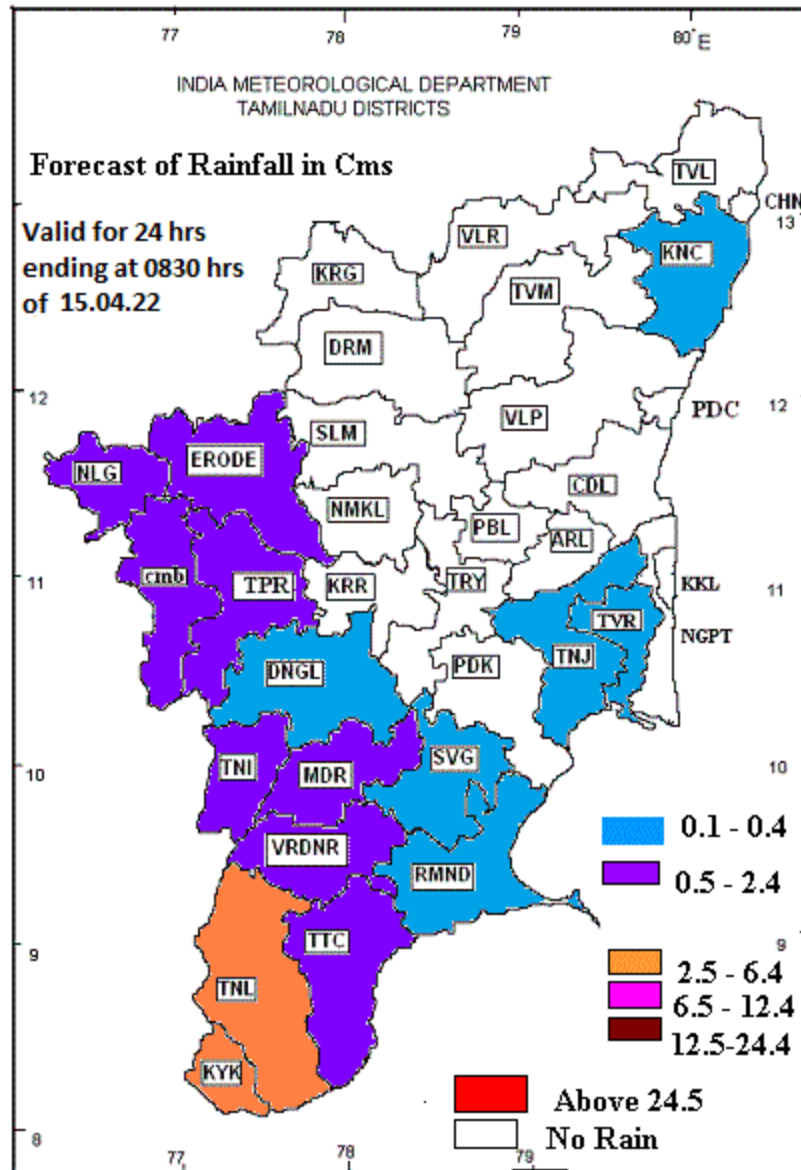 77 78 79 80°E
INDIA METEOROLOGICAL DEPARTMENT
TAMILNADU DISTRICTS
Forecast of Rainfall in Cms
TVL
CHN
13
Valid for 24 hrs
ending at 0830 hrs
of 15.04.22
VLR
KNC
KRG
TVM
DRM
12
12
PDC
VLP
SLM
ERODE
NLG
CDL
NMKL
PBL
ARL
11
cmb
TPR
KRR
TRY
KKL
11
TVR
NGPT
TNJ
PDK
DNGL
10
TNI
MDR
SVG
10
0.1 - 0.4
VRDNR
RMND
0.5 - 2.4
9
TTC
9
TNL
2.5 - 6.4
6.5 - 12.4
12.5-24.4
KYK
Above 24.5
8
No Rain
77 78 79